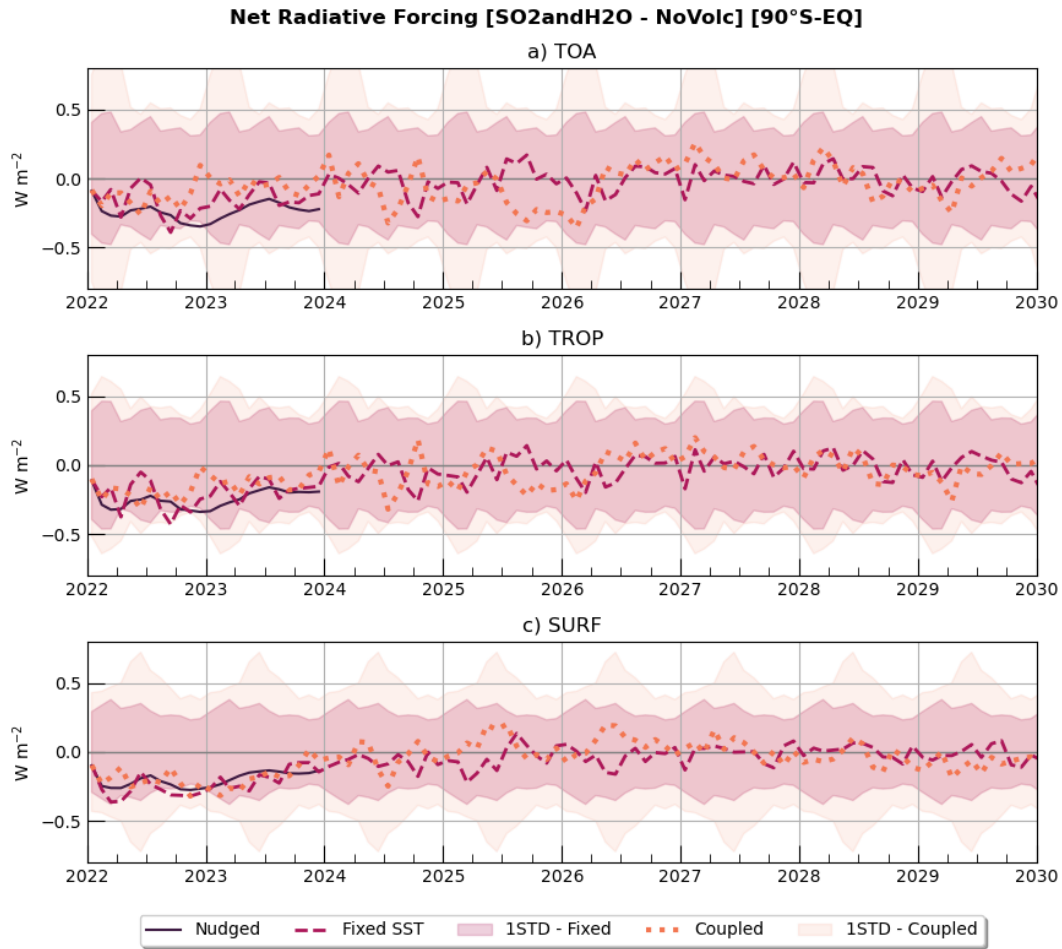 Net Radiative Forcing [SO2andH2O - NoVolc] [90°S-EQ]
a) TOA
W m⁻²
0.5
0.0
−0.5
2022 2023 2024 2025 2026 2027 2028 2029 2030
b) TROP
W m⁻²
0.5
0.0
−0.5
2022 2023 2024 2025 2026 2027 2028 2029 2030
c) SURF
W m⁻²
0.5
0.0
−0.5
2022 2023 2024 2025 2026 2027 2028 2029 2030
Nudged Fixed SST 1STD - Fixed Coupled 1STD - Coupled